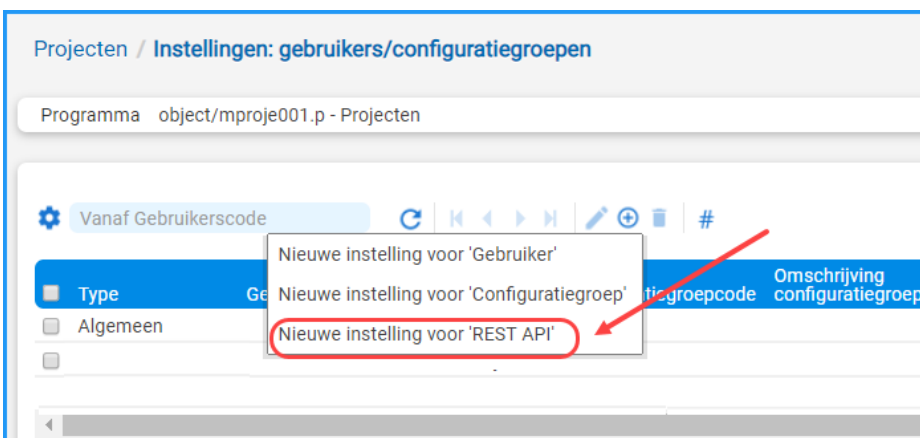 Projecten / Instellingen: gebruikers/configuratiegroepen
Programma object/mproje001.p - Projecten
Vanaf Gebruikerscode #
Nieuwe instelling voor 'Gebruiker'
Nieuwe instelling voor 'Configuratiegroep'
Nieuwe instelling voor 'REST API'
Omschrijving
Type Ge tiegroepcode configuratiegroep
Algemeen